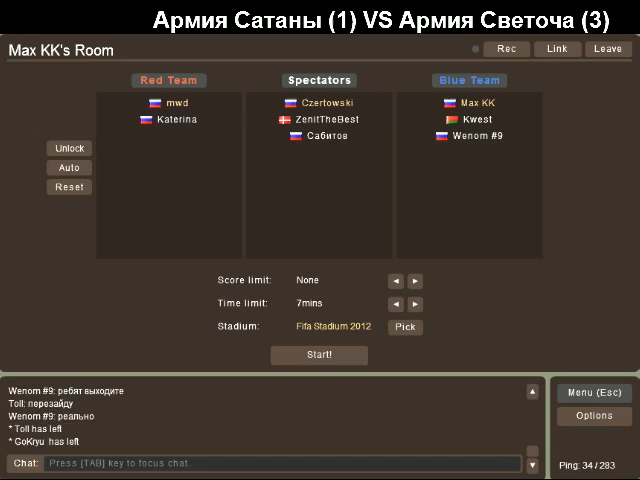 Армия Сатаны (1) VS Армия Светоча (3)
Max KK's Room
Rec
Link
Leave
Red Team
Spectators
Blue Team
mwd
Czertowski
Max KK
Katerina
ZenitTheBest
Kwest
Сабитов
Wenom #9
Unlock
Auto
Reset
Score limit: None
Time limit: 7mins
Stadium: Fifa Stadium 2012 Pick
Start!
Wenom #9: ребят выходите
Toll: перезайду
Wenom #9: реально
* Toll has left
* GoKryu has left
Chat: Press [TAB] key to focus chat
Menu (Esc)
Options
Ping: 34 / 283